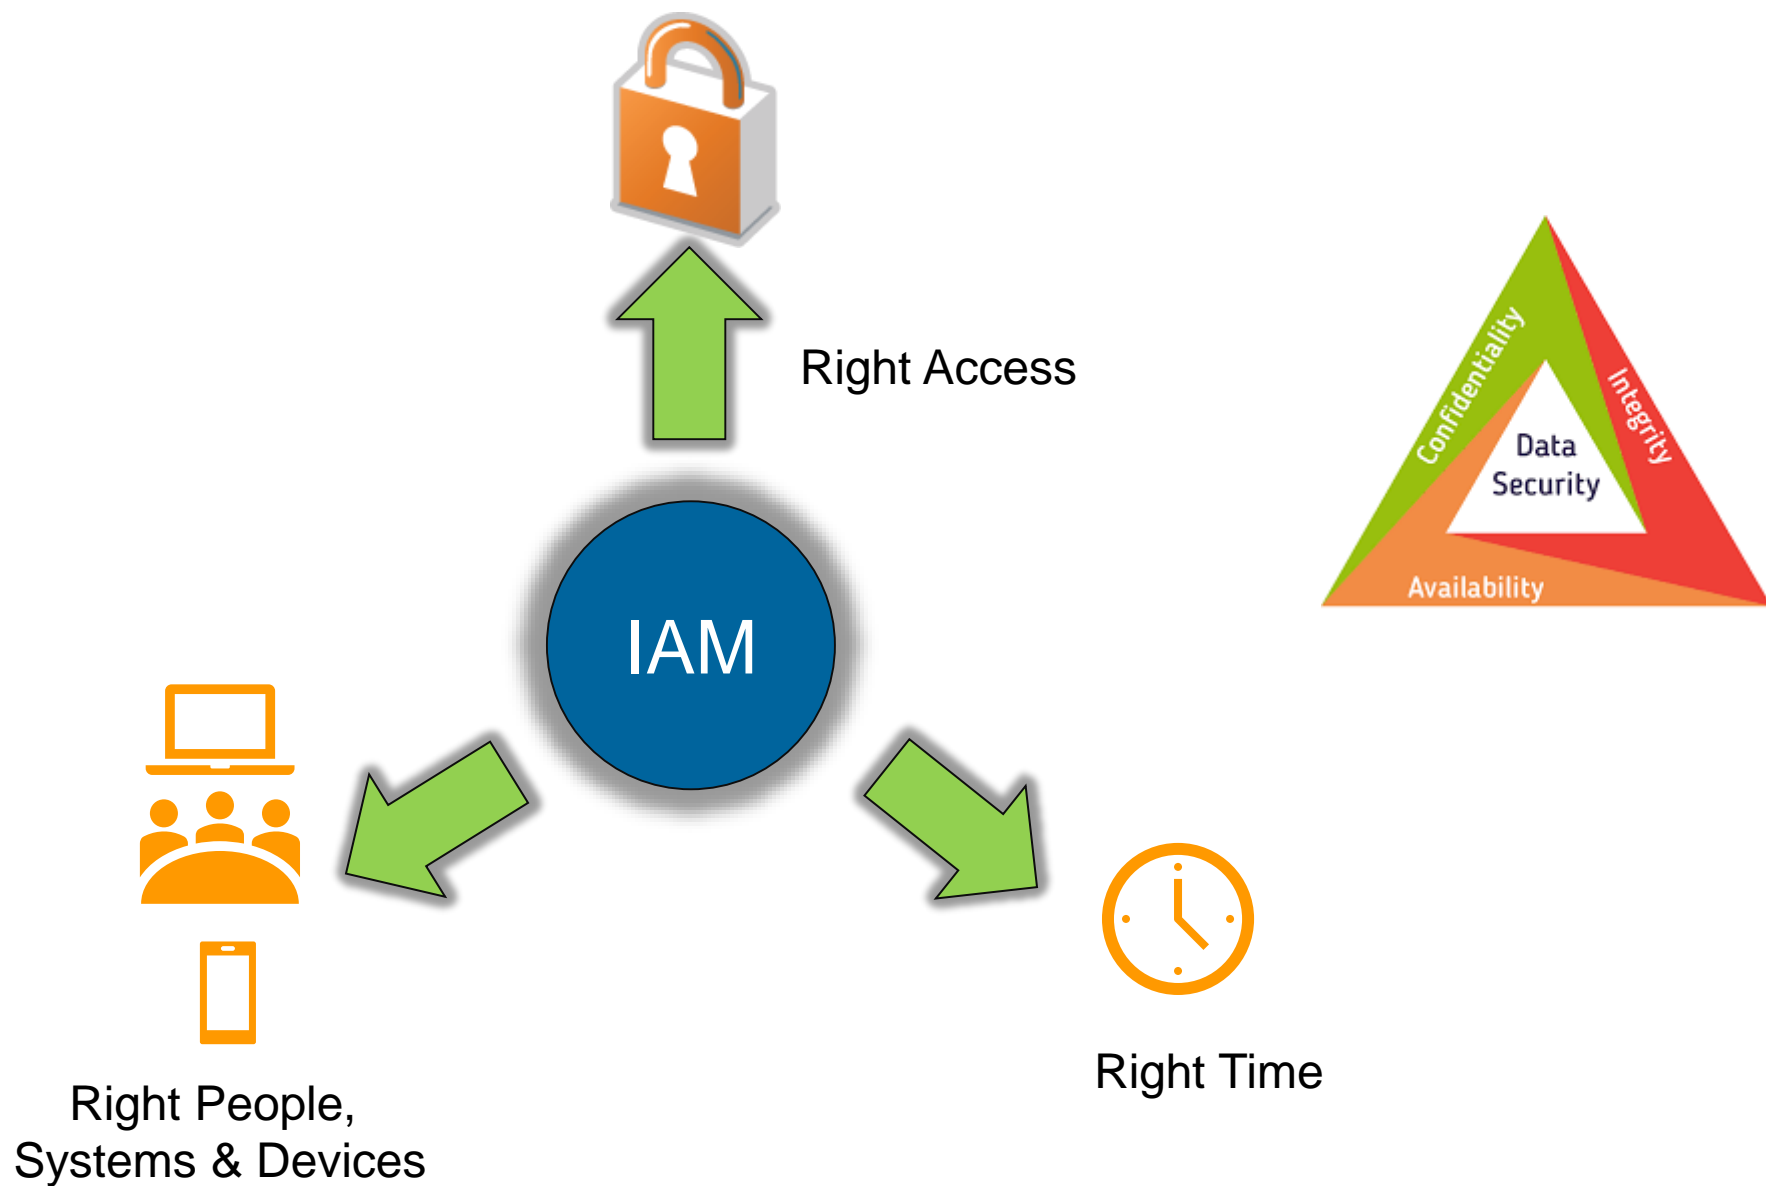 Right Access
Confidentiality
Integrity
Data
Security
Availability
IAM
Right Time
Right People,
Systems & Devices